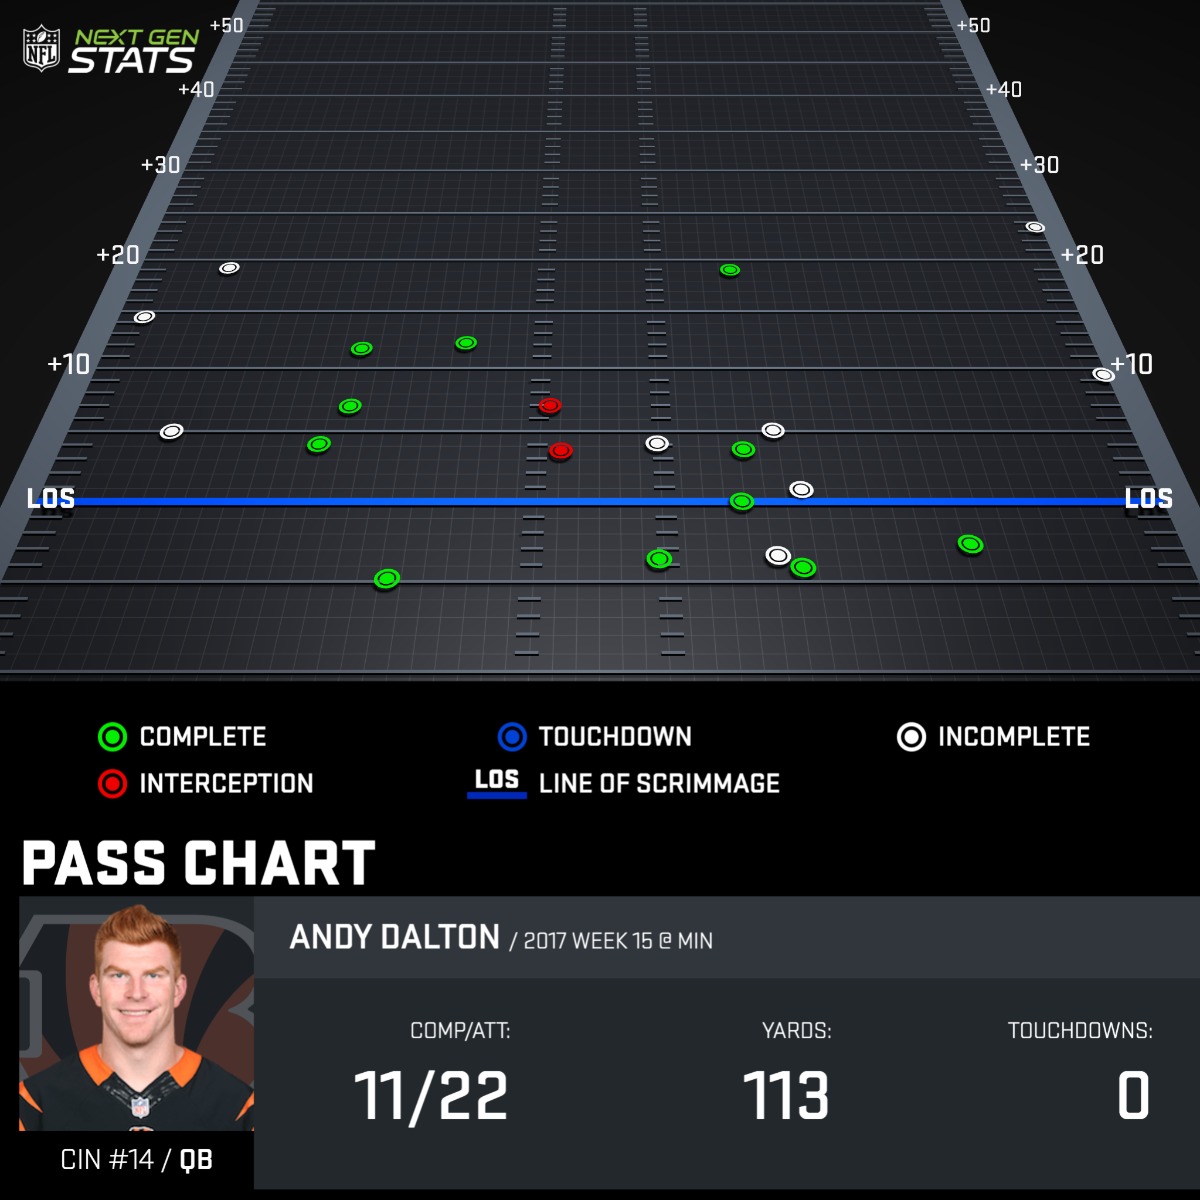 NFL NEXT GEN STATS
+50 +50
+40 +40
+30 +30
+20 +20
+10 +10
LOS LOS
COMPLETE TOUCHDOWN INCOMPLETE
INTERCEPTION LOS LINE OF SCRIMMAGE
PASS CHART
ANDY DALTON / 2017 WEEK 15 @ MIN
COMP/ATT: YARDS: TOUCHDOWNS:
11/22 113 0
CIN #14 / QB